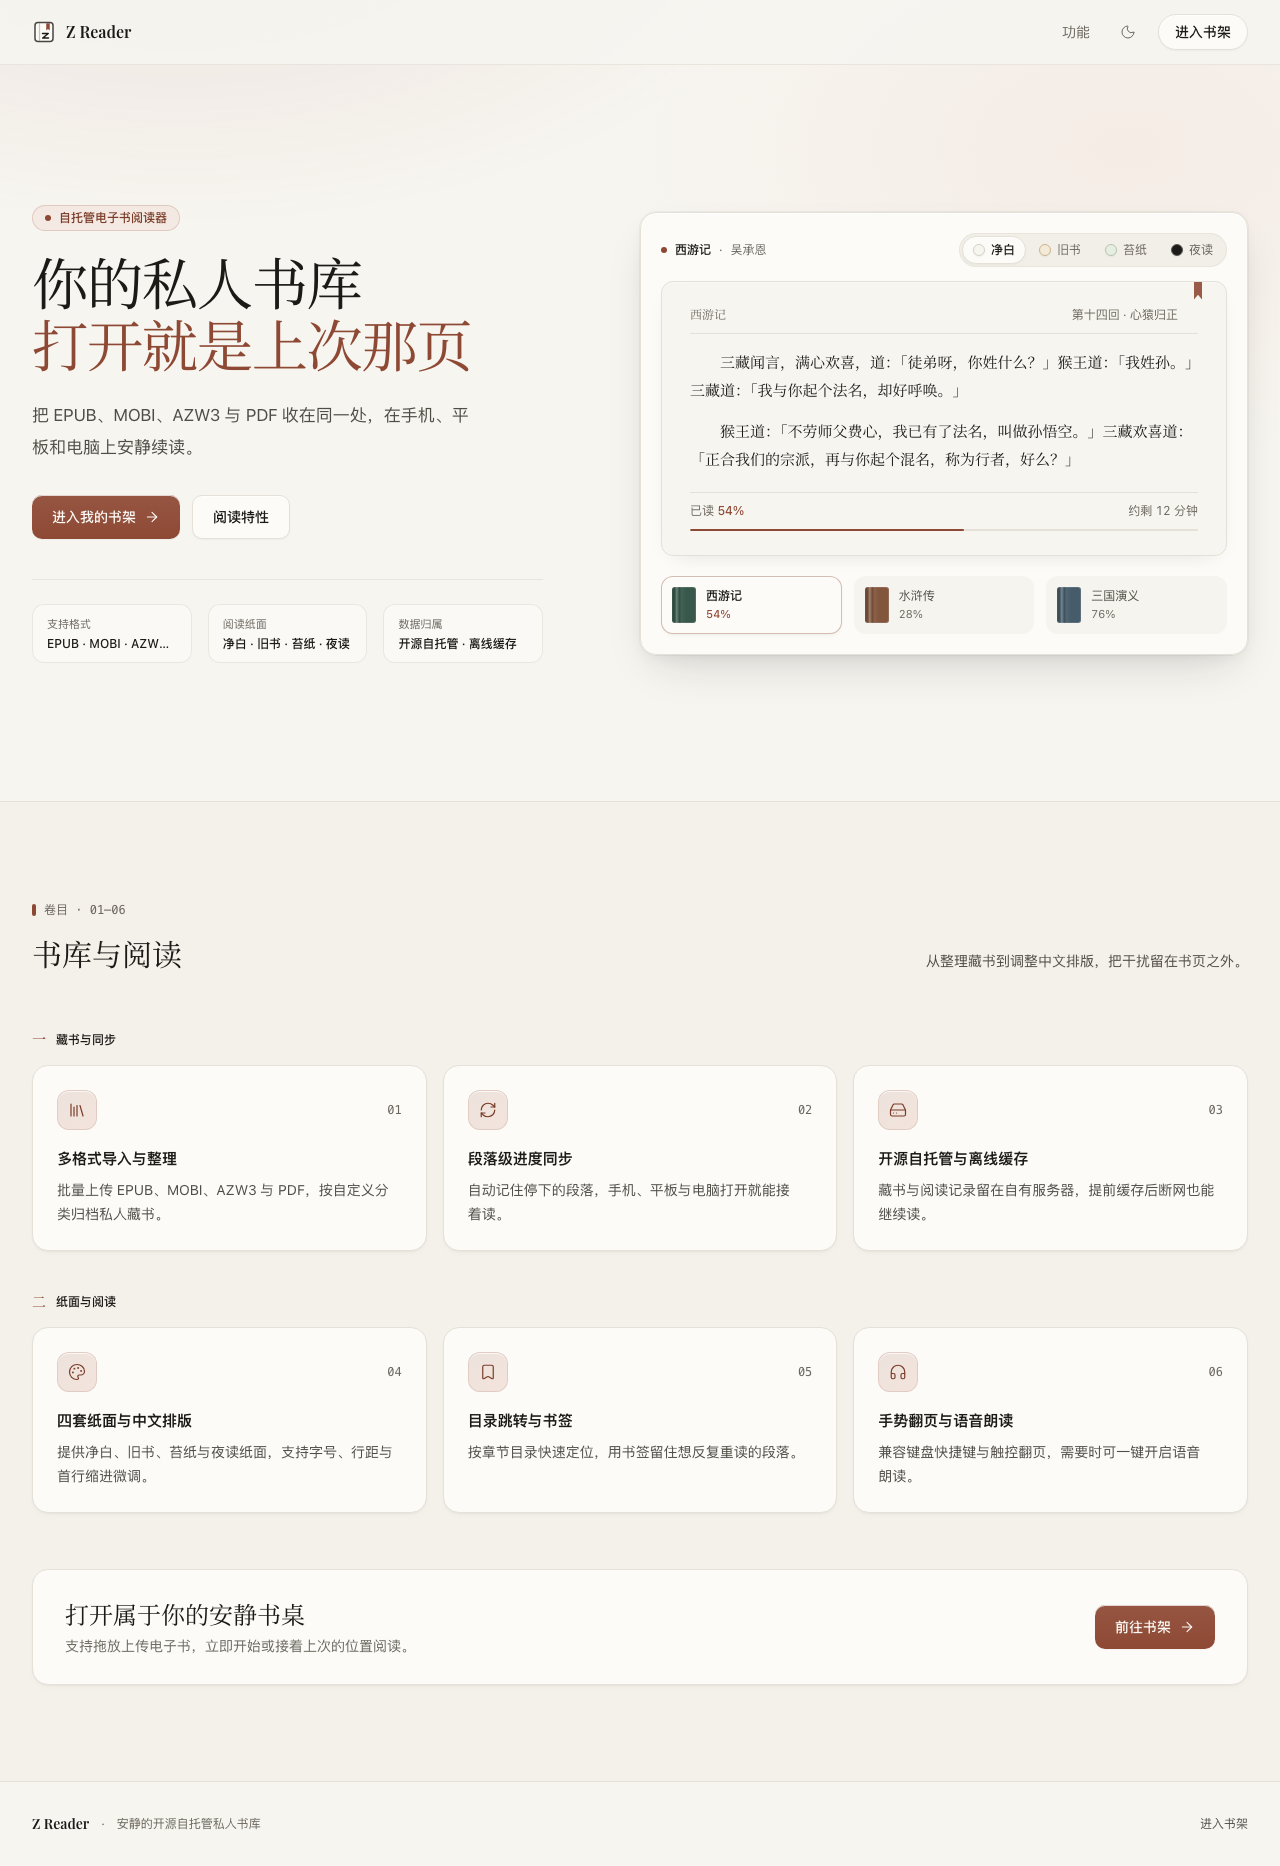 Z Reader
功能
进入书架
自托管电子书阅读器
你的私人书库
打开就是上次那页
把 EPUB、MOBI、AZW3 与 PDF 收在同一处，在手机、平
板和电脑上安静续读。
进入我的书架
阅读特性
支持格式
EPUB · MOBI · AZW...
阅读纸面
净白 · 旧书 · 苔纸 · 夜读
数据归属
开源自托管 · 离线缓存
西游记 · 吴承恩
净白
旧书
苔纸
夜读
西游记
第十四回 · 心猿归正
三藏闻言，满心欢喜，道：「徒弟呀，你姓什么？」猴王道：「我姓孙。」
三藏道：「我与你起个法名，却好呼唤。」
猴王道：「不劳师父费心，我已有了法名，叫做孙悟空。」三藏欢喜道：
「正合我们的宗派，再与你起个混名，称为行者，好么？」
已读 54%
约剩 12 分钟
西游记
54%
水浒传
28%
三国演义
76%
卷目 · 01—06
书库与阅读
从整理藏书到调整中文排版，把干扰留在书页之外。
一 藏书与同步
01
多格式导入与整理
批量上传 EPUB、MOBI、AZW3 与 PDF，按自定义分
类归档私人藏书。
02
段落级进度同步
自动记住停下的段落，手机、平板与电脑打开就能接
着读。
03
开源自托管与离线缓存
藏书与阅读记录留在自有服务器，提前缓存后断网也能
继续读。
二 纸面与阅读
04
四套纸面与中文排版
提供净白、旧书、苔纸与夜读纸面，支持字号、行距与
首行缩进微调。
05
目录跳转与书签
按章节目录快速定位，用书签留住想反复重读的段落。
06
手势翻页与语音朗读
兼容键盘快捷键与触控翻页，需要时可一键开启语音
朗读。
打开属于你的安静书桌
支持拖放上传电子书，立即开始或接着上次的位置阅读。
前往书架
Z Reader · 安静的开源自托管私人书库
进入书架